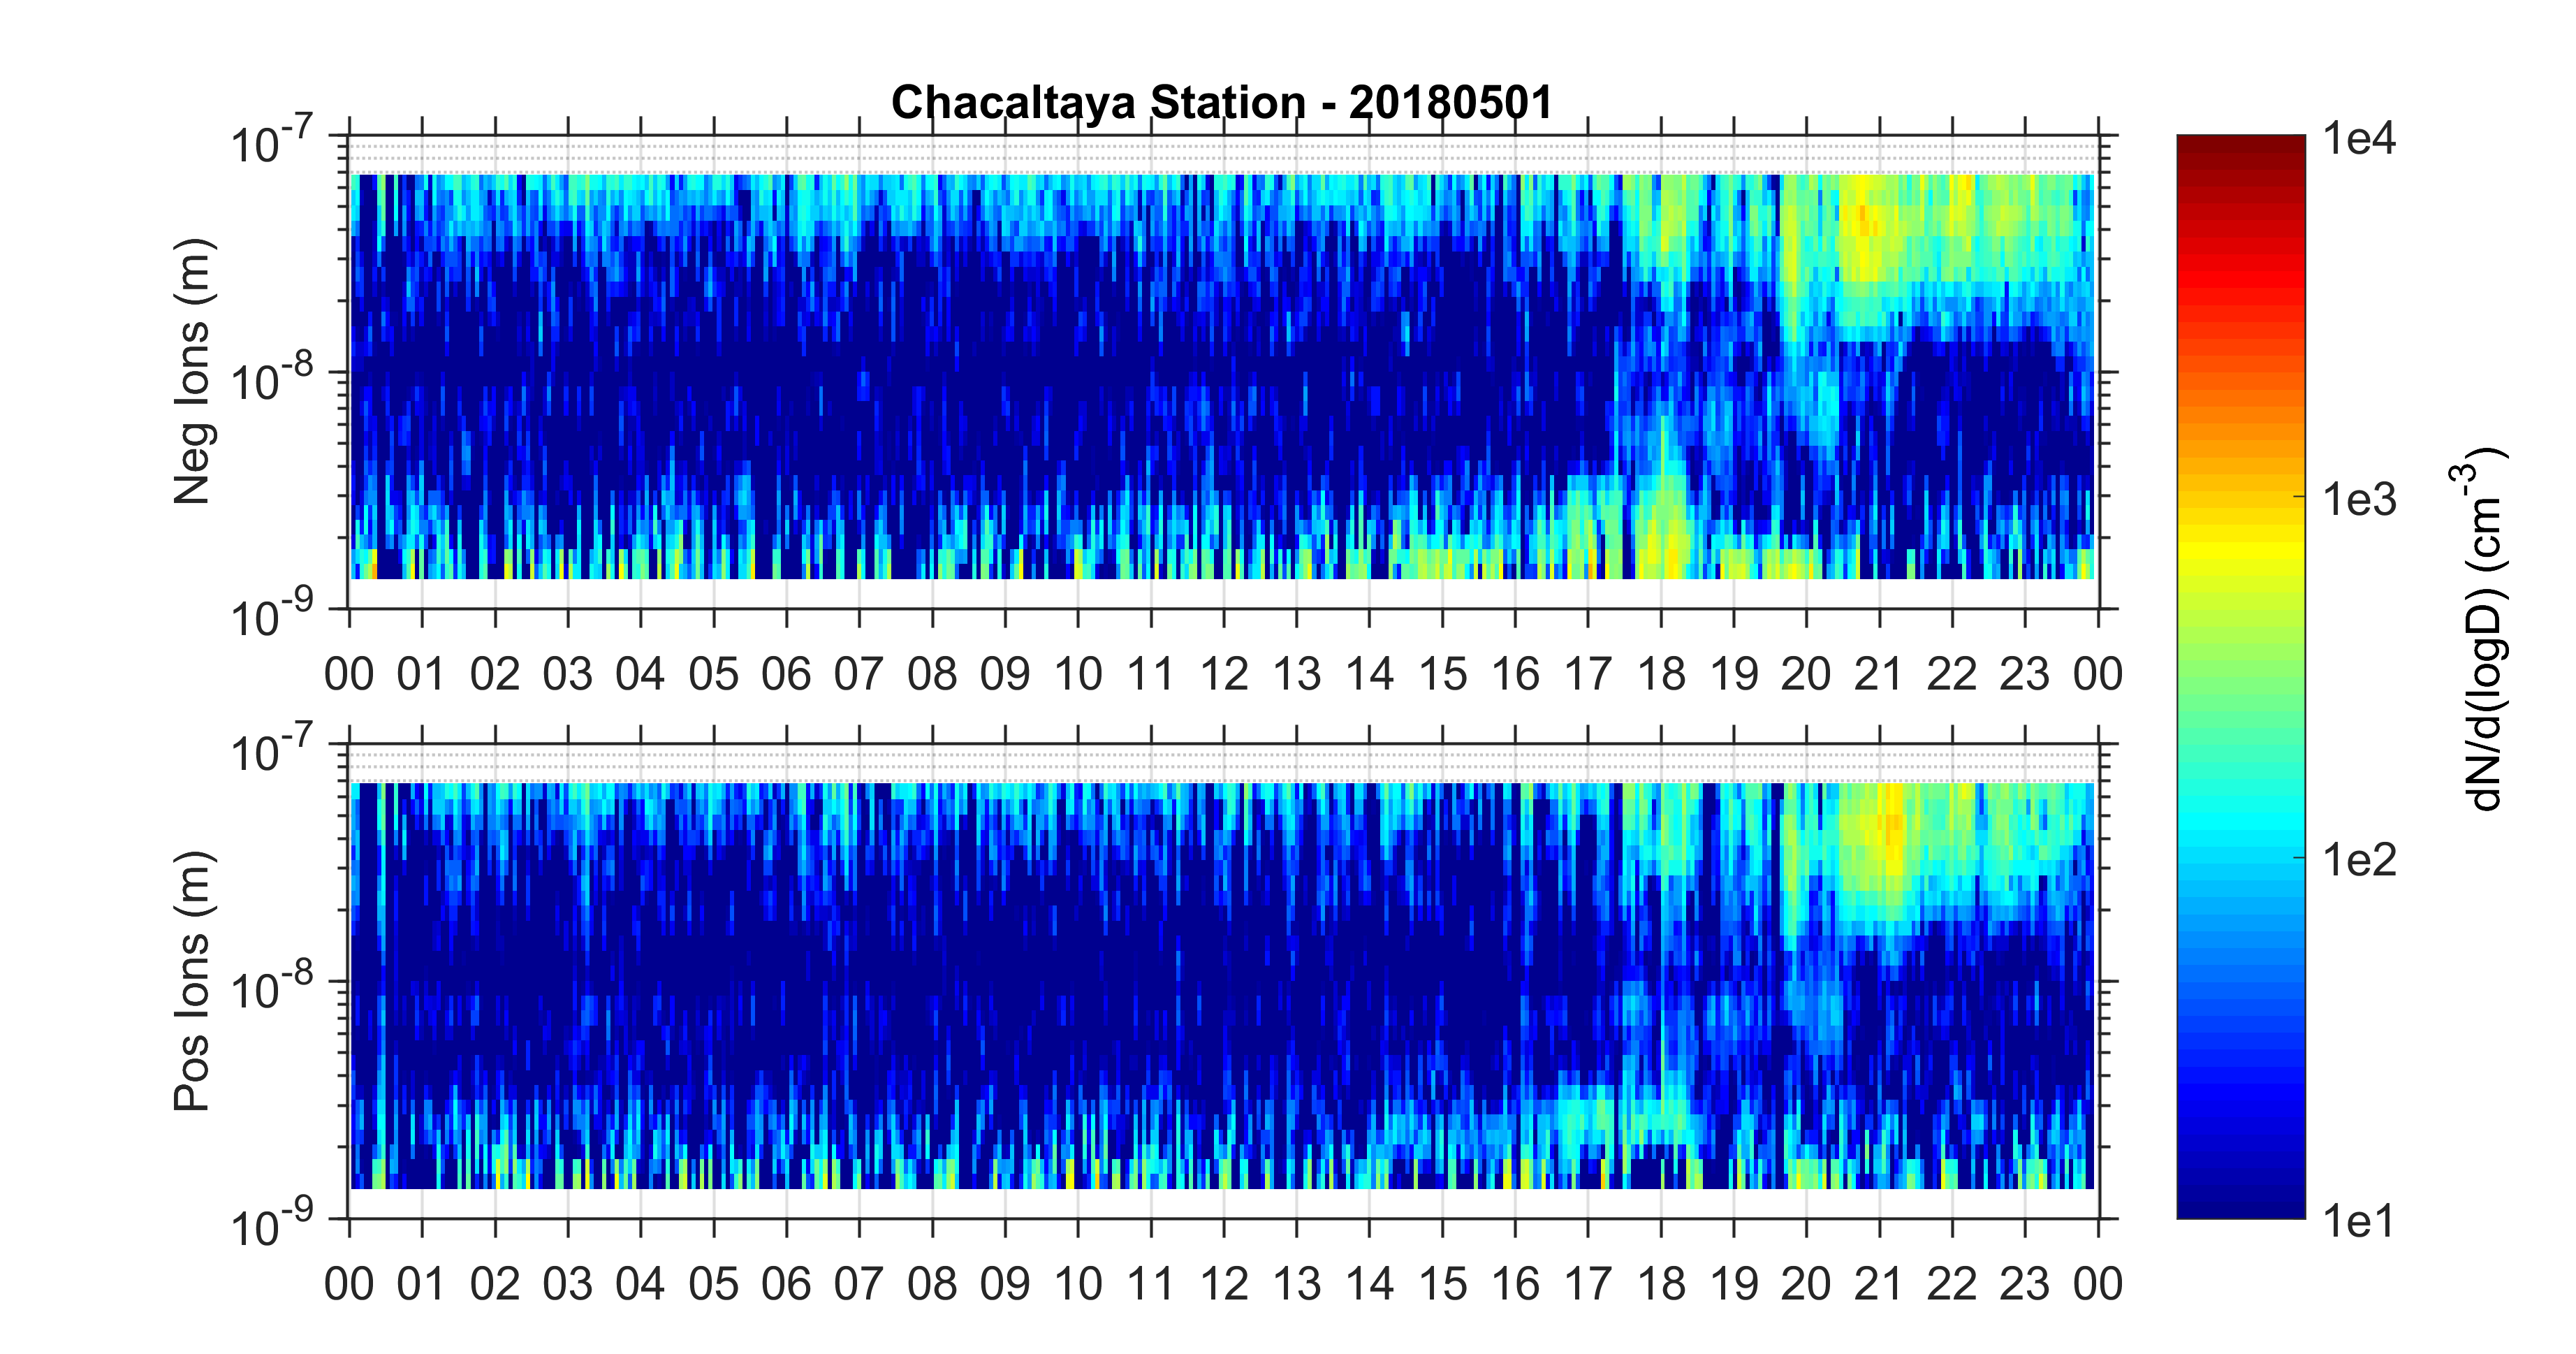 Chacaltaya Station - 20180501
10-7
10-8
10-9
Neg Ions (m)
00 01 02 03 04 05 06 07 08 09 10 11 12 13 14 15 16 17 18 19 20 21 22 23 00
10-7
10-8
10-9
Pos Ions (m)
00 01 02 03 04 05 06 07 08 09 10 11 12 13 14 15 16 17 18 19 20 21 22 23 00
1e4
1e3
1e2
1e1
dN/d(logD) (cm-3)